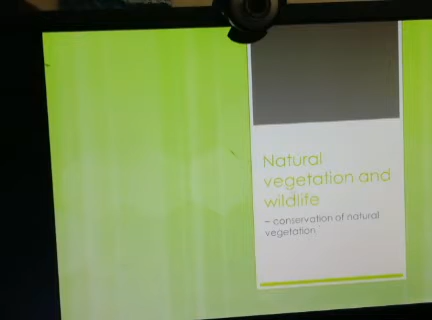 Natural
vegetation and
wildlife
– conservation of natural
vegetation